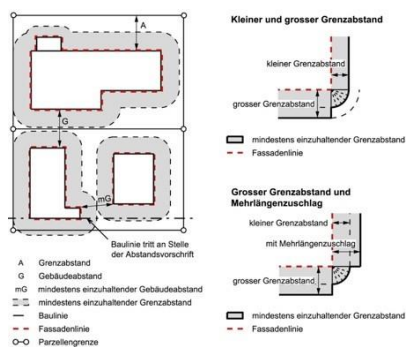 A
G
mG
Baulinie tritt an Stelle
der Abstandsvorschrift
A Grenzabstand
G Gebäudeabstand
mG mindestens einzuhaltender Gebäudeabstand
mindestens einzuhaltender Grenzabstand
Baulinie
Fassadenlinie
Parzellengrenze
Kleiner und grosser Grenzabstand
kleiner Grenzabstand
grosser Grenzabstand
mindestens einzuhaltender Grenzabstand
Fassadenlinie
Grosser Grenzabstand und
Mehrlängenzuschlag
kleiner Grenzabstand
mit Mehrlängenzuschlag
grosser Grenzabstand
mindestens einzuhaltender Grenzabstand
Fassadenlinie